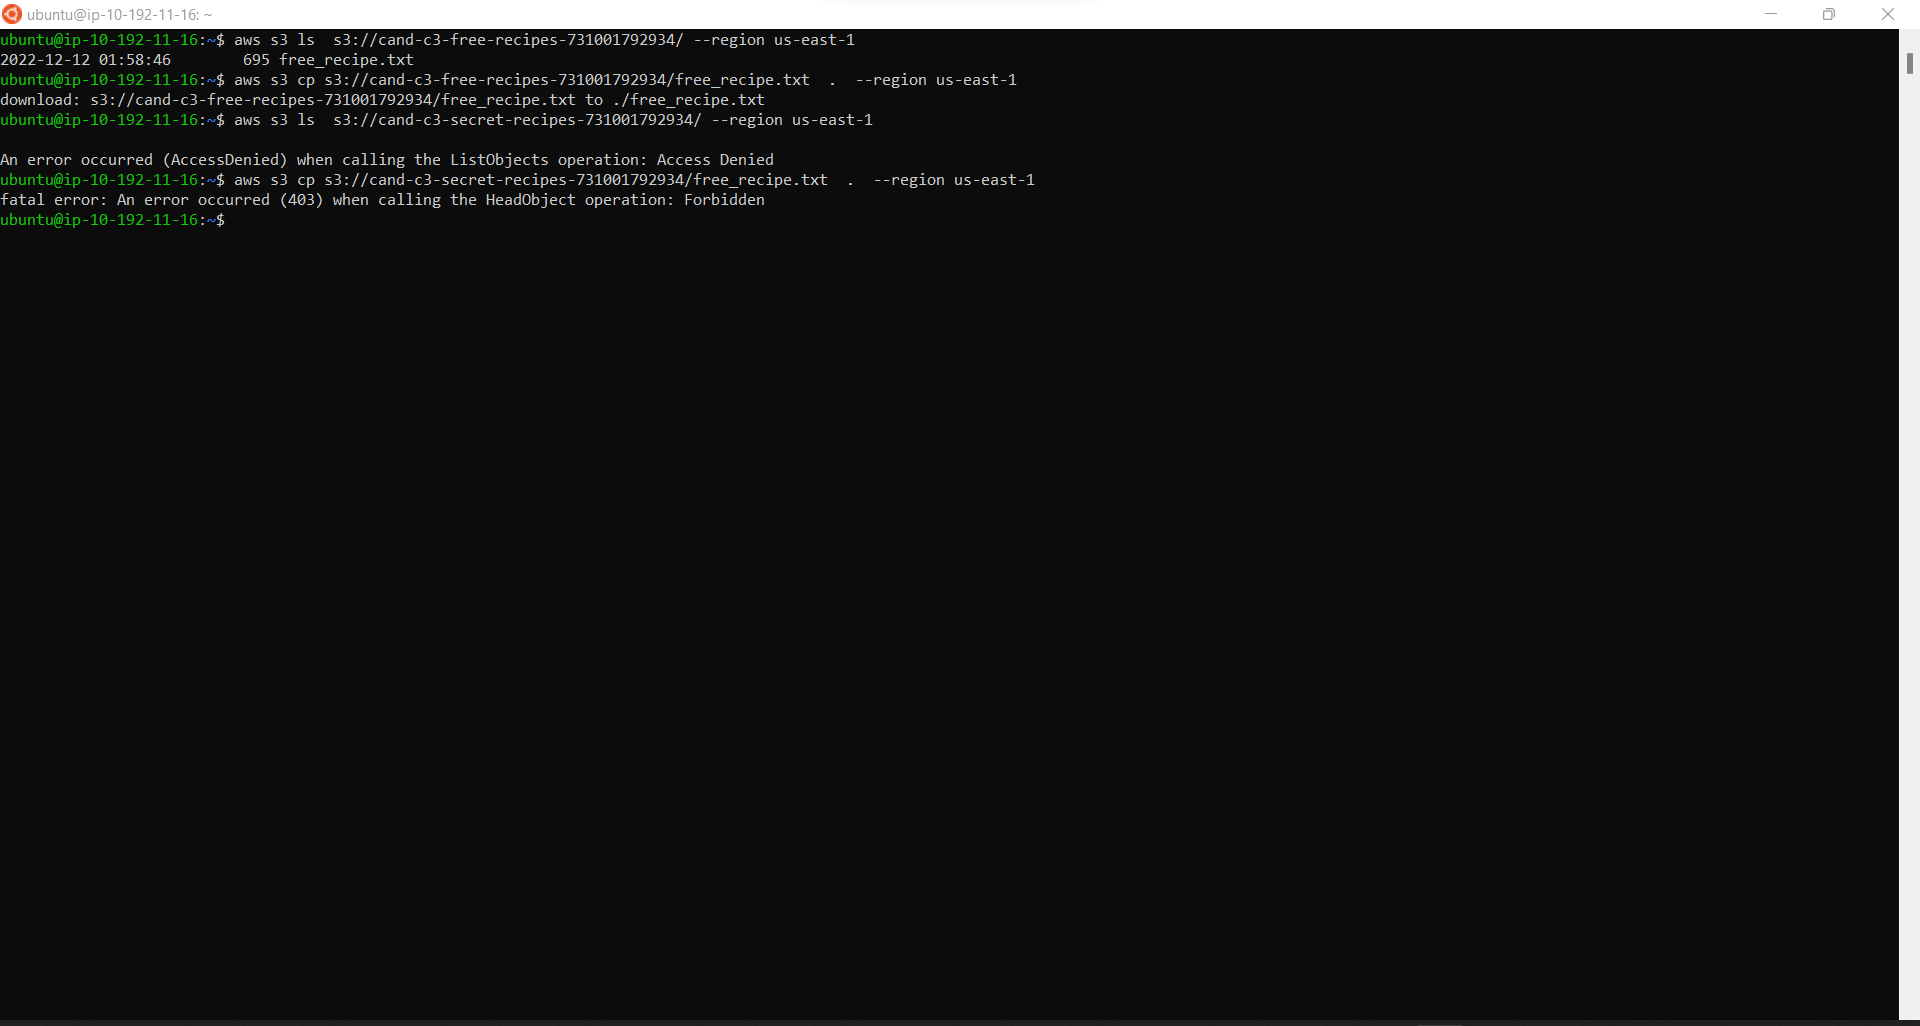 ubuntu@ip-10-192-11-16: ~
ubuntu@ip-10-192-11-16:~$ aws s3 ls  s3://cand-c3-free-recipes-731001792934/ --region us-east-1
2022-12-12 01:58:46        695 free_recipe.txt
ubuntu@ip-10-192-11-16:~$ aws s3 cp s3://cand-c3-free-recipes-731001792934/free_recipe.txt  .  --region us-east-1
download: s3://cand-c3-free-recipes-731001792934/free_recipe.txt to ./free_recipe.txt
ubuntu@ip-10-192-11-16:~$ aws s3 ls  s3://cand-c3-secret-recipes-731001792934/ --region us-east-1
An error occurred (AccessDenied) when calling the ListObjects operation: Access Denied
ubuntu@ip-10-192-11-16:~$ aws s3 cp s3://cand-c3-secret-recipes-731001792934/free_recipe.txt  .  --region us-east-1
fatal error: An error occurred (403) when calling the HeadObject operation: Forbidden
ubuntu@ip-10-192-11-16:~$